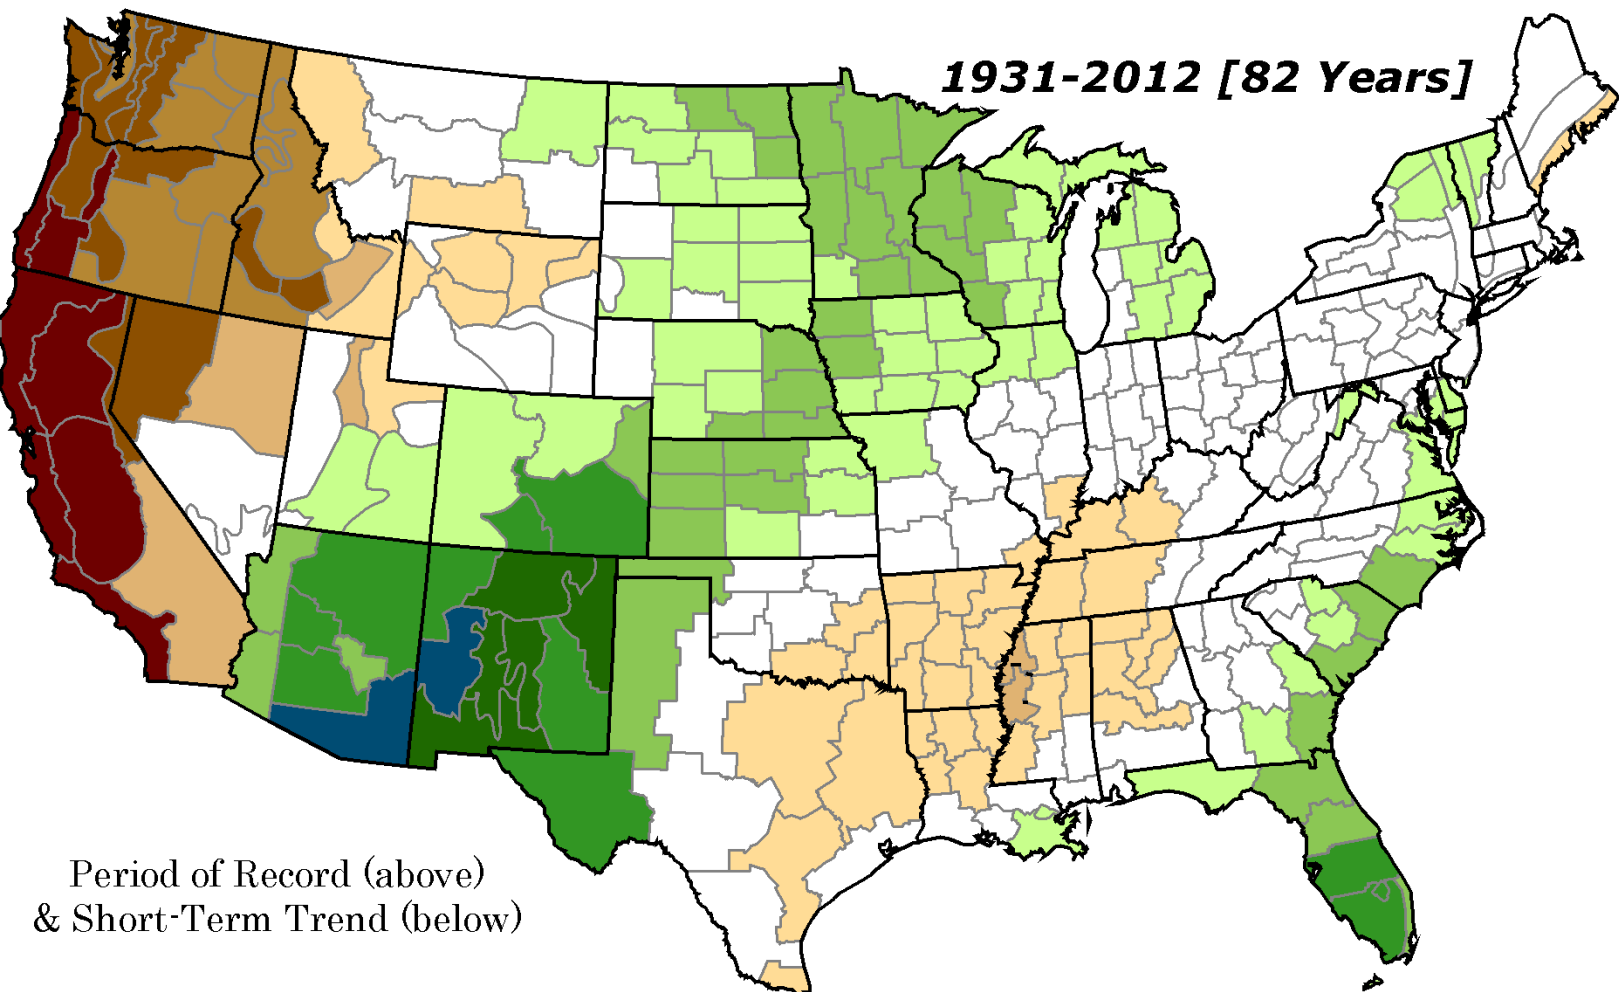 1931-2012 [82 Years]
Period of Record (above)
& Short-Term Trend (below)